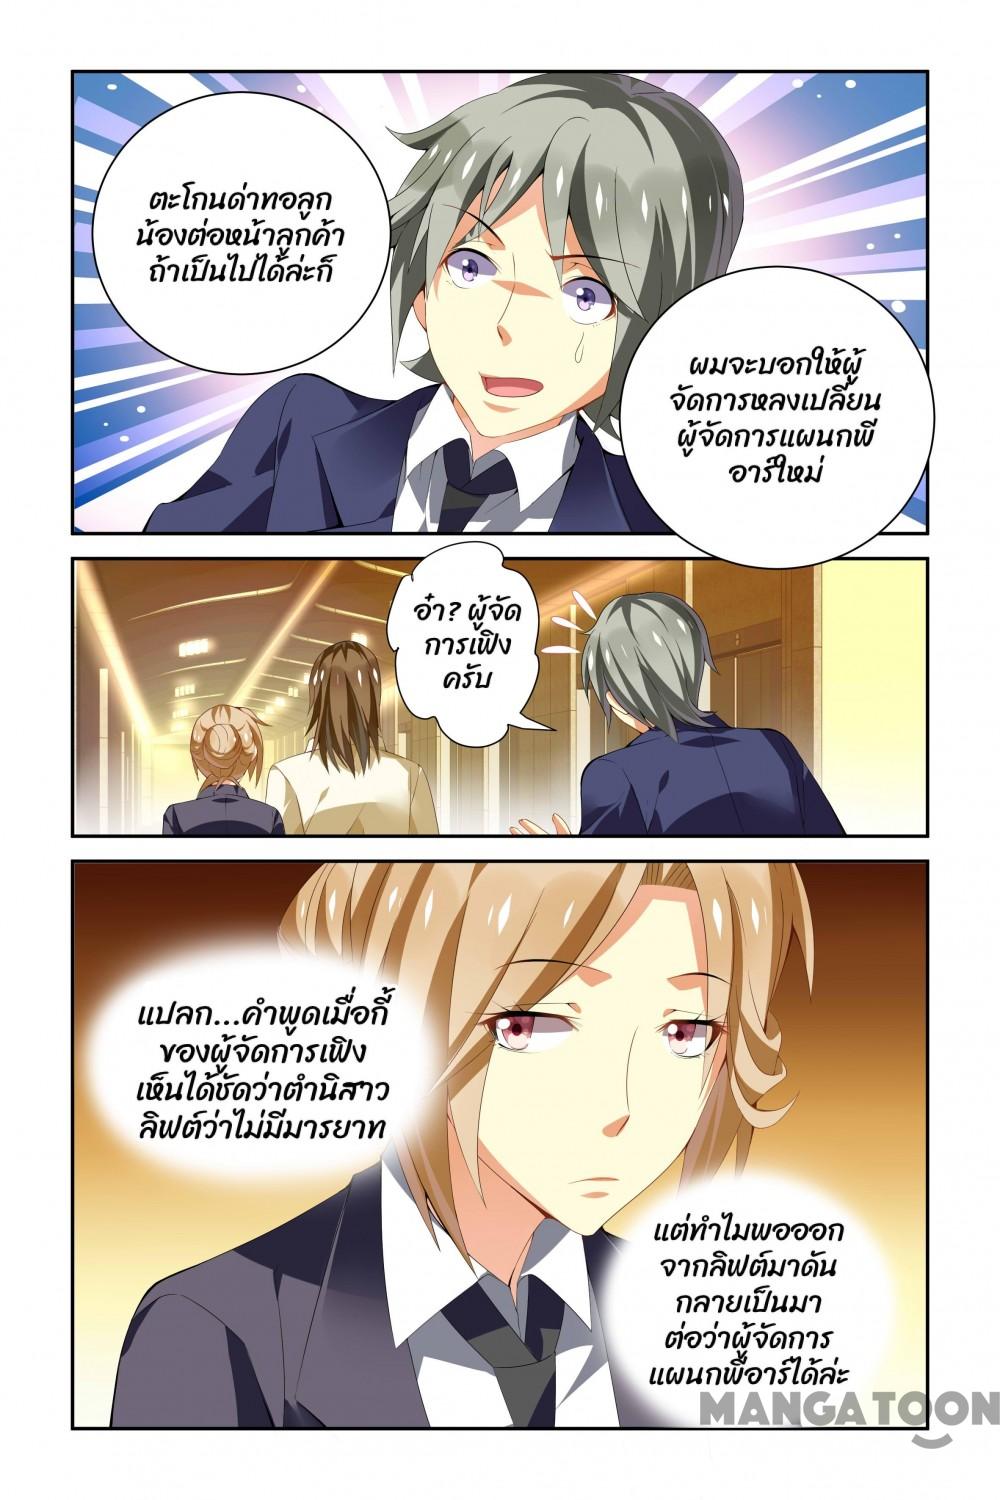 ตะโกนด่าทอลูก
น้องต่อหน้าลูกค้า
ถ้าเป็นไปได้ล่ะก็
ผมจะบอกให้ผู้
จัดการหลงเปลี่ยน
ผู้จัดการแผนกพี
อาร์ใหม่
อ๋า? ผู้จัด
การเฟิง
ครับ
แปลก...คำพูดเมื่อกี้
ของผู้จัดการเฟิง
เห็นได้ชัดว่าตำนิสาว
ลิฟต์ว่าไม่มีมารยาท
แต่ทำไมพอออก
จากลิฟต์มาดัน
กลายเป็นมา
ต่อว่าผู้จัดการ
แผนกพีอาร์ได้ล่ะ
MANGATOON